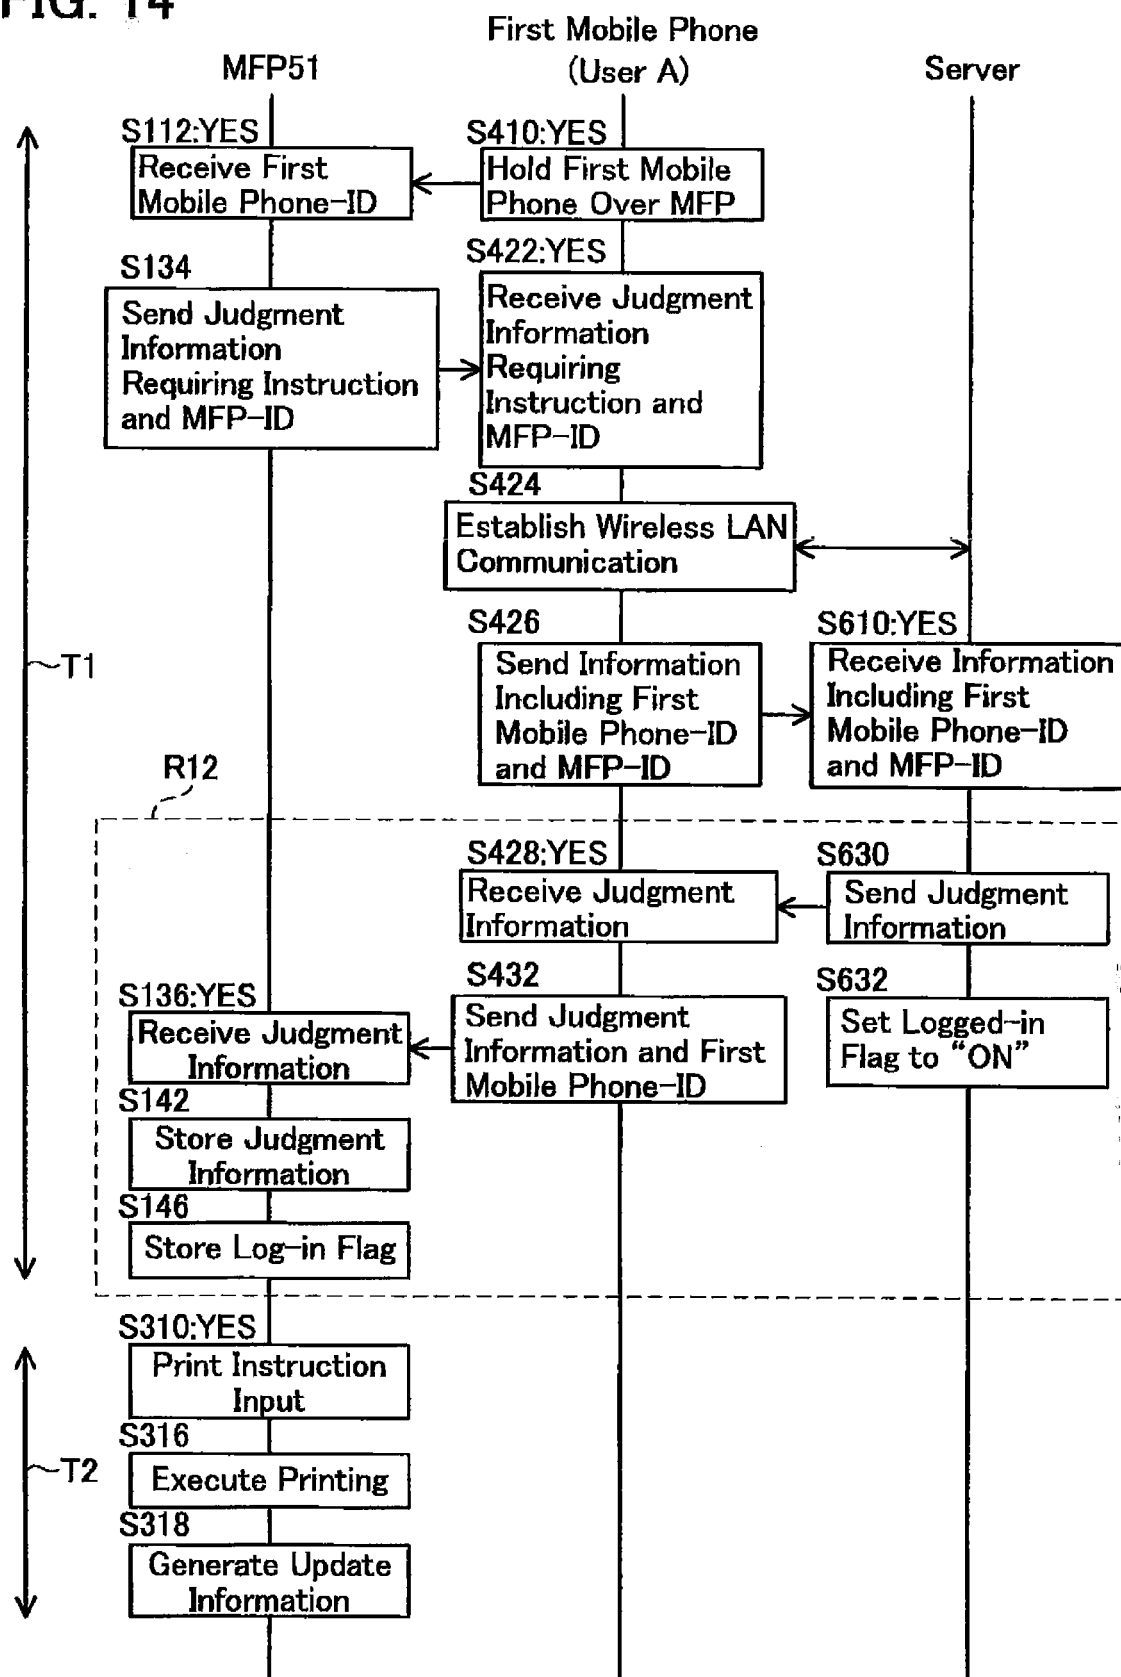 FIG. 14
First Mobile Phone
(User A)
MFP51
Server
S112:YES
Receive First
Mobile Phone-ID
S410:YES
Hold First Mobile
Phone Over MFP
S134
Send Judgment
Information
Requiring Instruction
and MFP-ID
S422:YES
Receive Judgment
Information
Requiring
Instruction and
MFP-ID
S424
Establish Wireless LAN
Communication
S426
Send Information
Including First
Mobile Phone-ID
and MFP-ID
S610:YES
Receive Information
Including First
Mobile Phone-ID
and MFP-ID
T1
R12
S428:YES
Receive Judgment
Information
S630
Send Judgment
Information
S432
Send Judgment
Information and First
Mobile Phone-ID
S632
Set Logged-in
Flag to “ON”
S136:YES
Receive Judgment
Information
S142
Store Judgment
Information
S146
Store Log-in Flag
S310:YES
Print Instruction
Input
S316
Execute Printing
T2
S318
Generate Update
Information